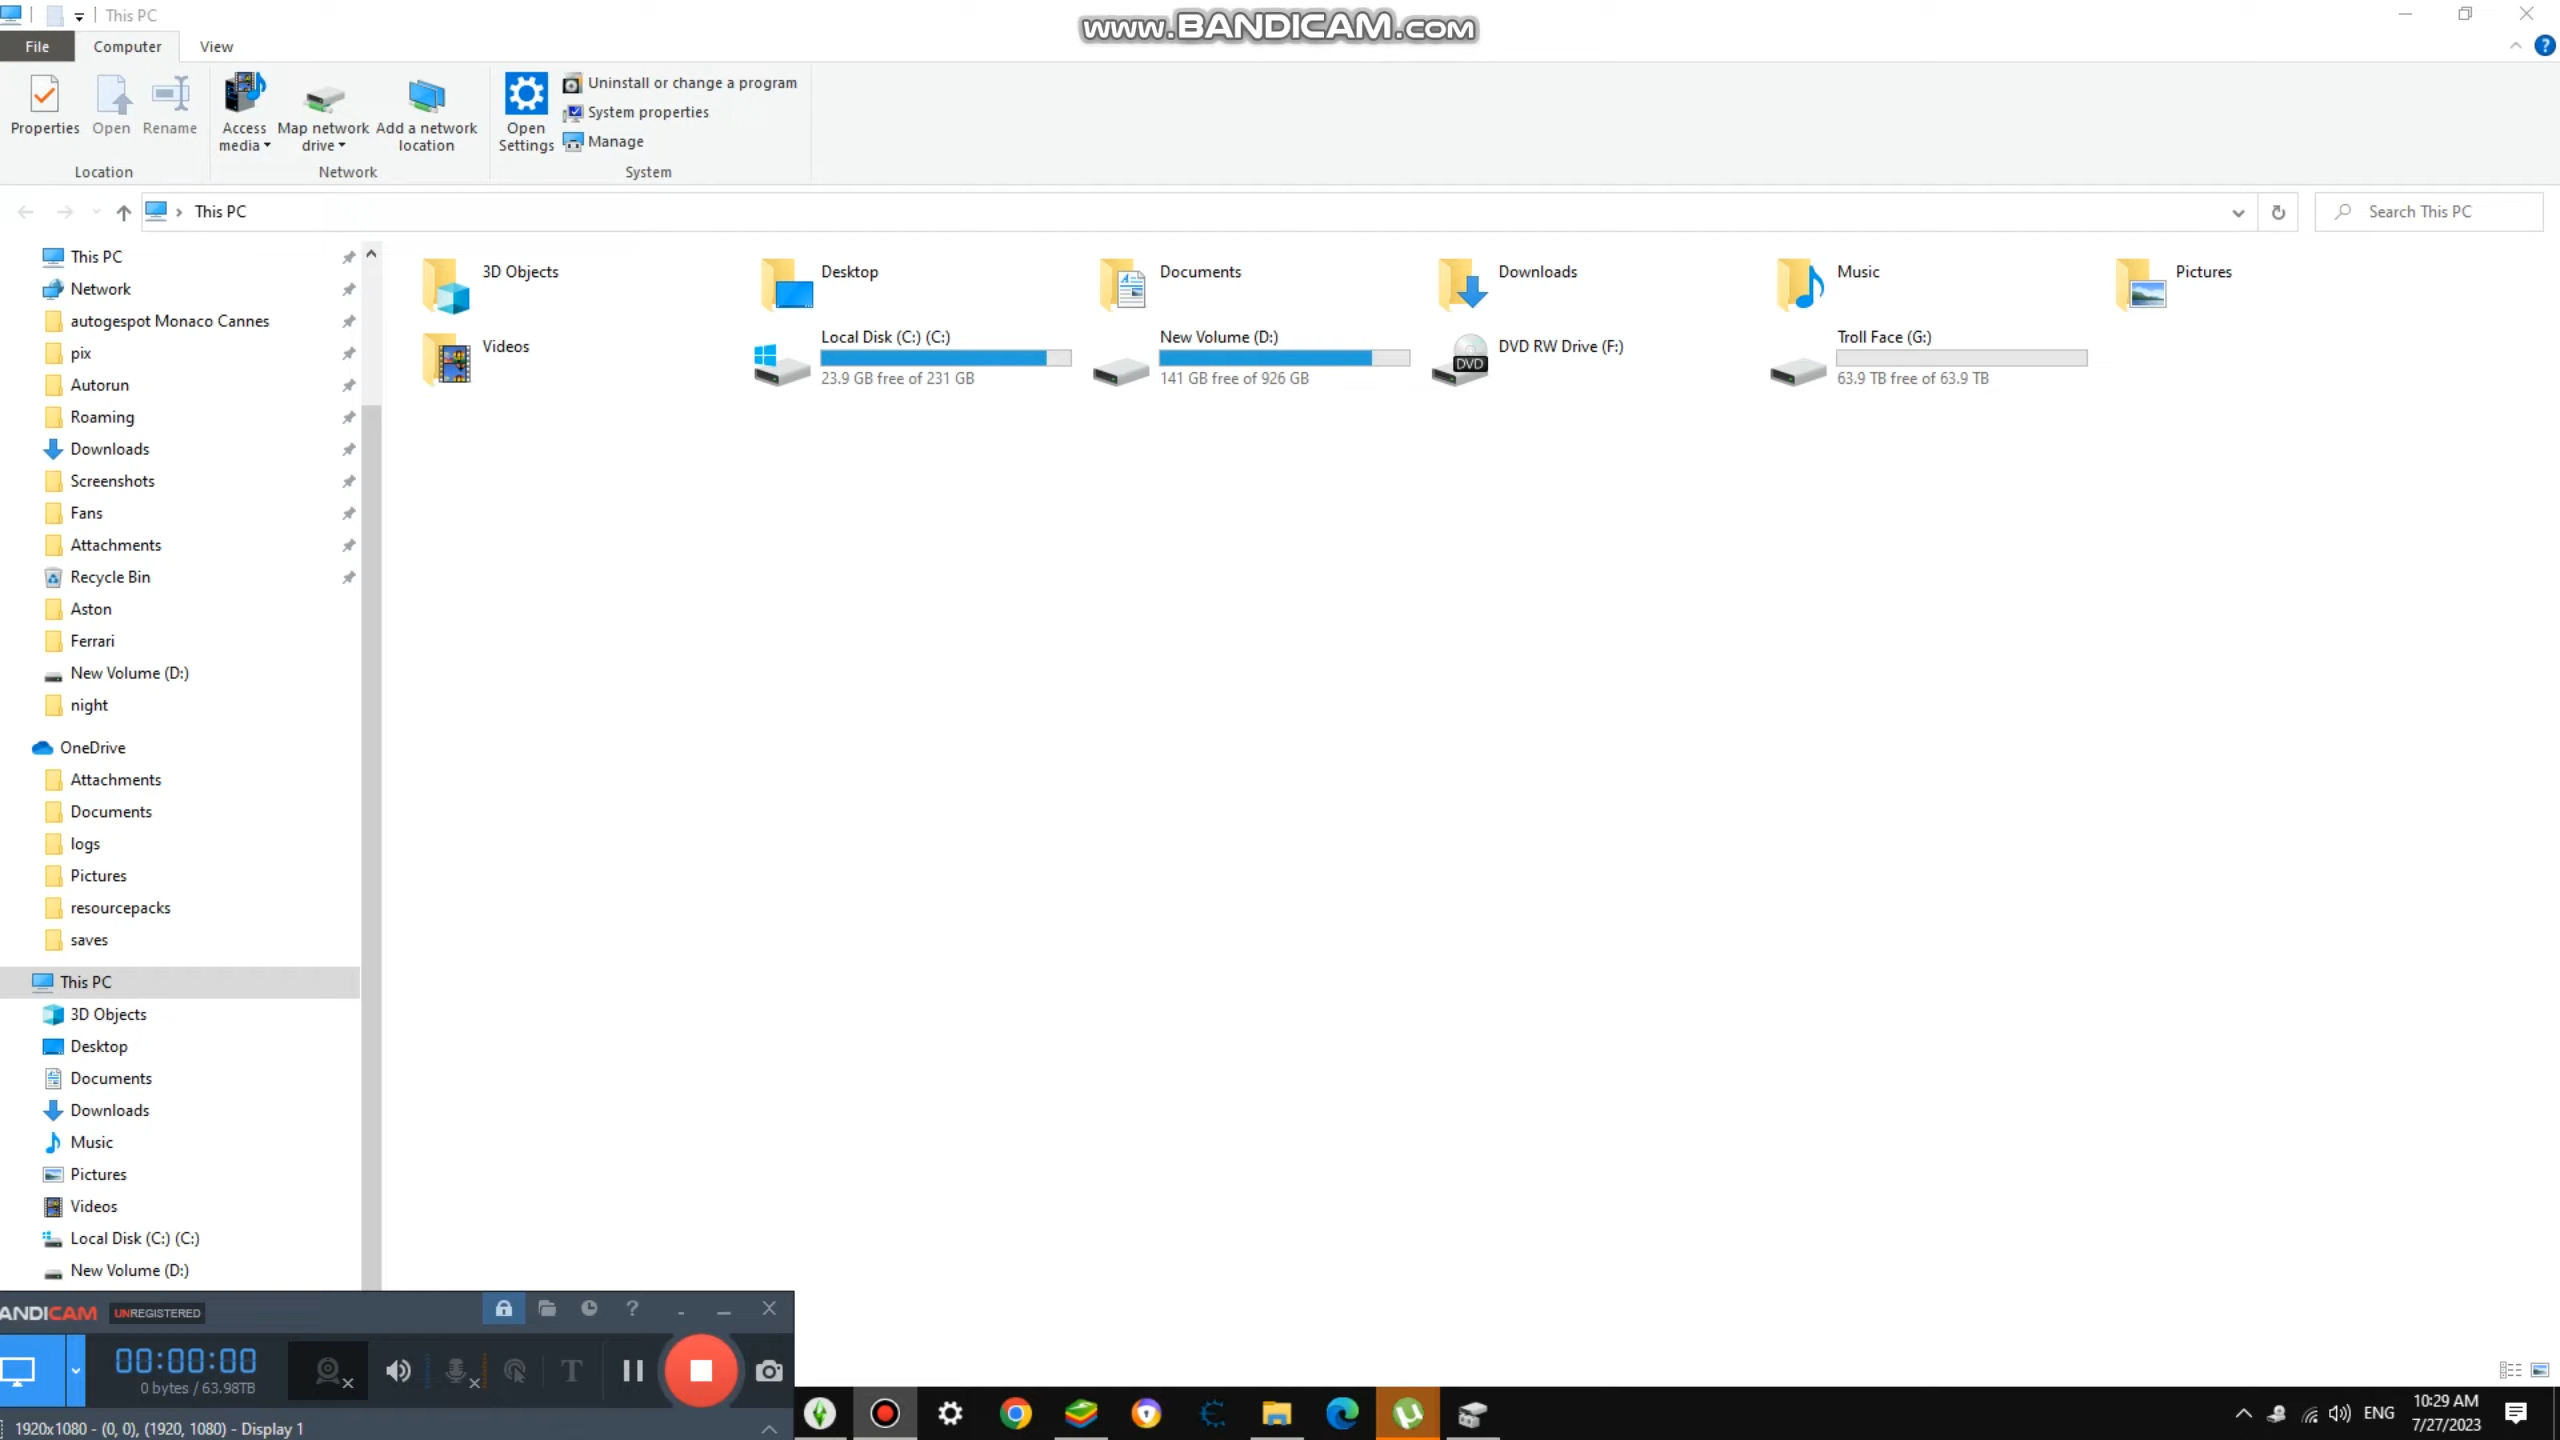 This PC
www.BANDICAM.com
File
Computer
View
Properties
Open
Rename
Access media
Map network drive
Add a network location
Open Settings
Uninstall or change a program
System properties
Manage
Location
Network
System
This PC
Search This PC
This PC
Network
autogespot Monaco Cannes
pix
Autorun
Roaming
Downloads
Screenshots
Fans
Attachments
Recycle Bin
Aston
Ferrari
New Volume (D:)
night
OneDrive
Attachments
Documents
logs
Pictures
resourcepacks
saves
This PC
3D Objects
Desktop
Documents
Downloads
Music
Pictures
Videos
Local Disk (C:) (C:)
New Volume (D:)
3D Objects
Desktop
Documents
Downloads
Music
Pictures
Videos
Local Disk (C:) (C:)
23.9 GB free of 231 GB
New Volume (D:)
141 GB free of 926 GB
DVD
DVD RW Drive (F:)
Troll Face (G:)
63.9 TB free of 63.9 TB
ANDICAM UNREGISTERED
00:00:00
0 bytes / 63.98TB
1920x1080 - (0, 0), (1920, 1080) - Display 1
ENG
10:29 AM
7/27/2023